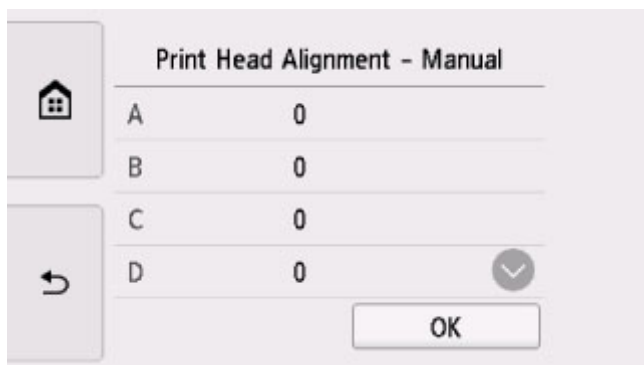 Print Head Alignment - Manual
A 0
B 0
C 0
D 0
OK